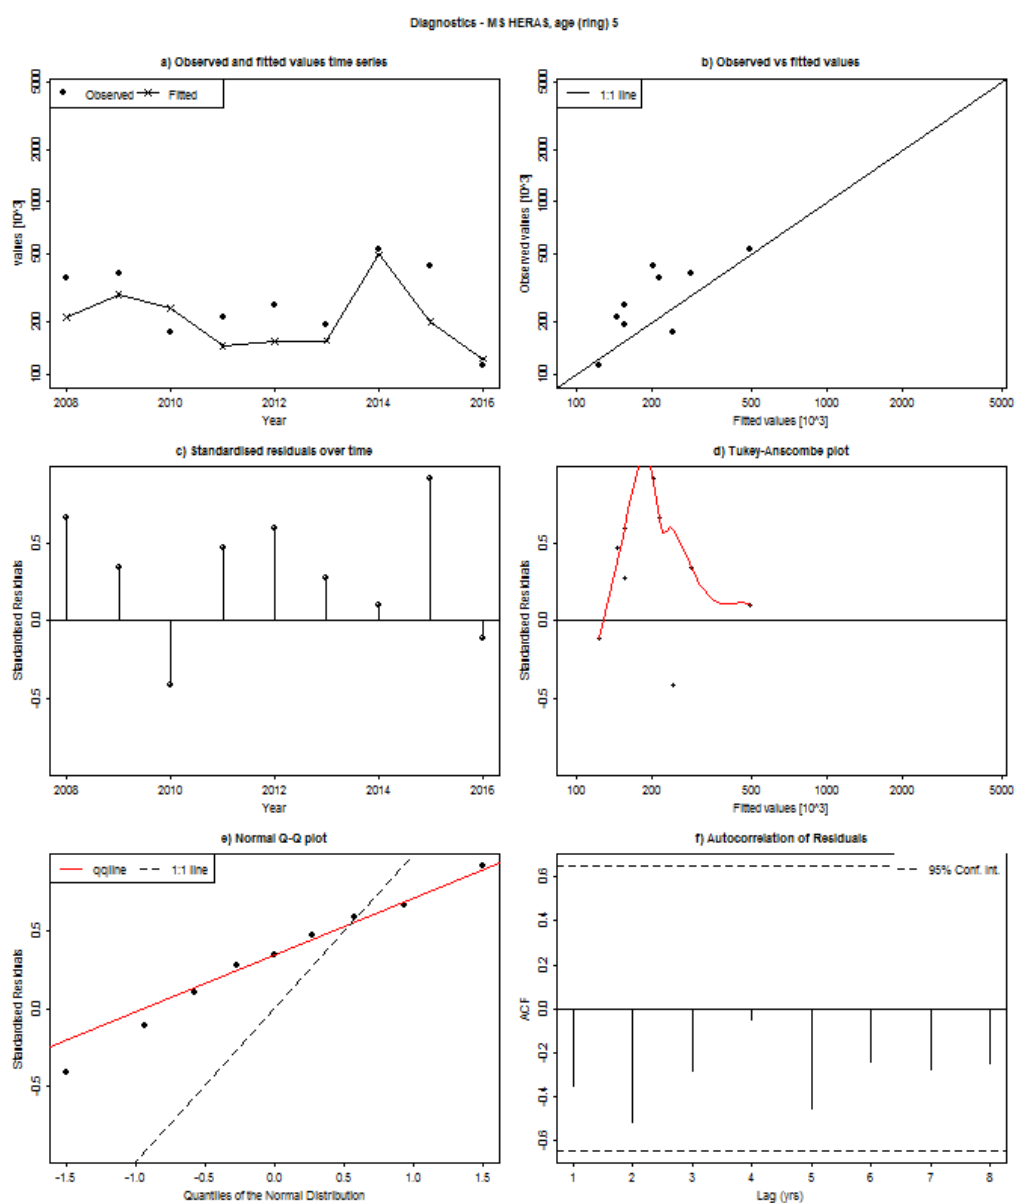 Diagnostics - MS HERAS, age (ring) 5
a) Observed and fitted values time series
Observed Fitted
values [10^3]
5000
2000
1000
500
200
100
2008 2010 2012 2014 2016
Year
b) Observed vs fitted values
1:1 line
Observed values [10^3]
5000
2000
1000
500
200
100
100 200 500 1000 2000 5000
Fitted values [10^3]
c) Standardised residuals over time
Standardised Residuals
0.5
0.0
-0.5
2008 2010 2012 2014 2016
Year
d) Tukey-Anscombe plot
Standardised Residuals
0.5
0.0
-0.5
100 200 500 1000 2000 5000
Fitted values [10^3]
e) Normal Q-Q plot
qqline 1:1 line
Standardised Residuals
0.5
0.0
-0.5
-1.5 -1.0 -0.5 0.0 0.5 1.0 1.5
Quantiles of the Normal Distribution
f) Autocorrelation of Residuals
95% Conf. Int.
ACF
0.6
0.4
0.2
0.0
-0.2
-0.4
-0.6
1 2 3 4 5 6 7 8
Lag (yrs)